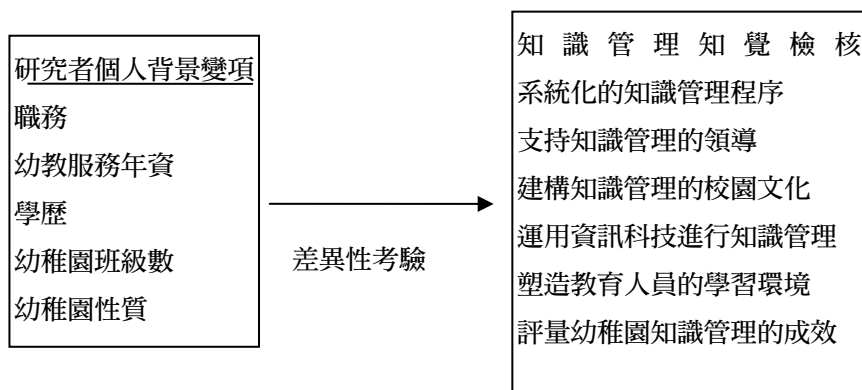 研究者個人背景變項
職務
幼教服務年資
學歷
幼稚園班級數
幼稚園性質
差異性考驗
知識管理知覺檢核
系統化的知識管理程序
支持知識管理的領導
建構知識管理的校園文化
運用資訊科技進行知識管理
塑造教育人員的學習環境
評量幼稚園知識管理的成效